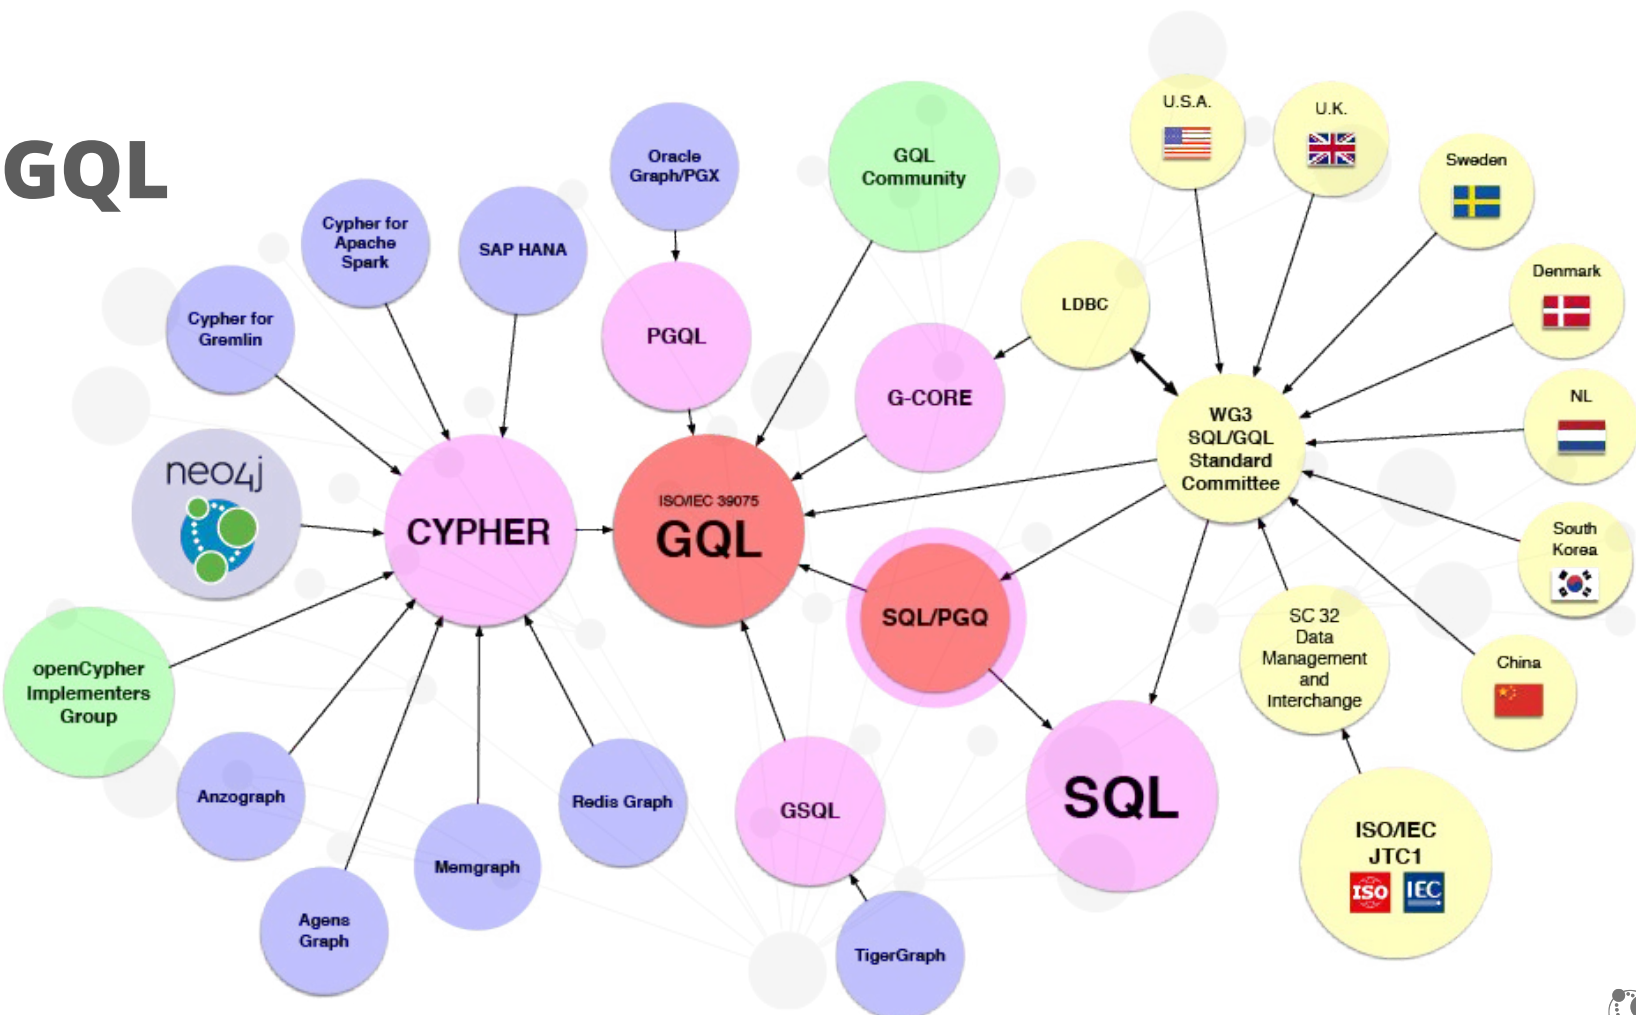 GQL
U.S.A.
U.K.
Sweden
Denmark
NL
South
Korea
China
Oracle
Graph/PGX
GQL
Community
Cypher for
Apache
Spark
SAP HANA
Cypher for
Gremlin
PGQL
LDBC
G-CORE
WG3
SQL/GQL
Standard
Committee
neo4j
CYPHER
ISO/IEC 39075
GQL
SQL/PGQ
SC 32
Data
Management
and
Interchange
openCypher
Implementers
Group
Anzograph
Agens
Graph
Memgraph
Redis Graph
GSQL
TigerGraph
SQL
ISO/IEC
JTC1
ISO
IEC